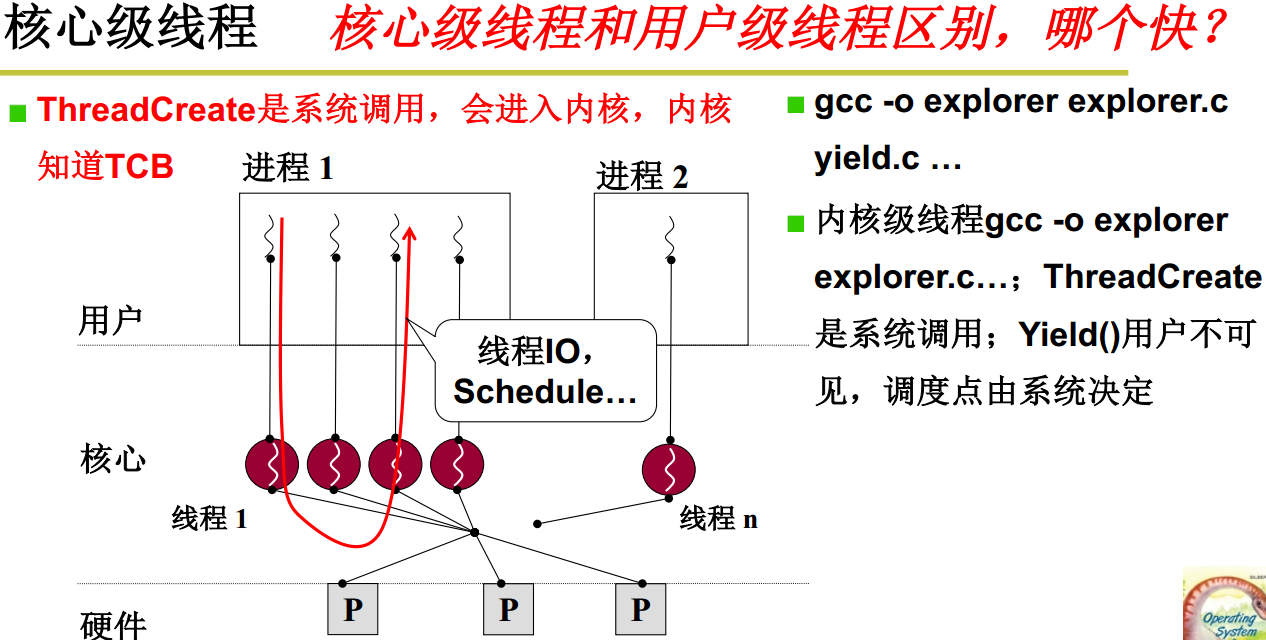 核心级线程
核心级线程和用户级线程区别，哪个快？
ThreadCreate是系统调用，会进入内核，内核
知道TCB
进程 1
进程 2
用户
线程IO，
Schedule…
核心
线程 1
线程 n
P
P
P
硬件
gcc -o explorer explorer.c
yield.c …
内核级线程gcc -o explorer
explorer.c…；ThreadCreate
是系统调用；Yield()用户不可
见，调度点由系统决定
Operating
System